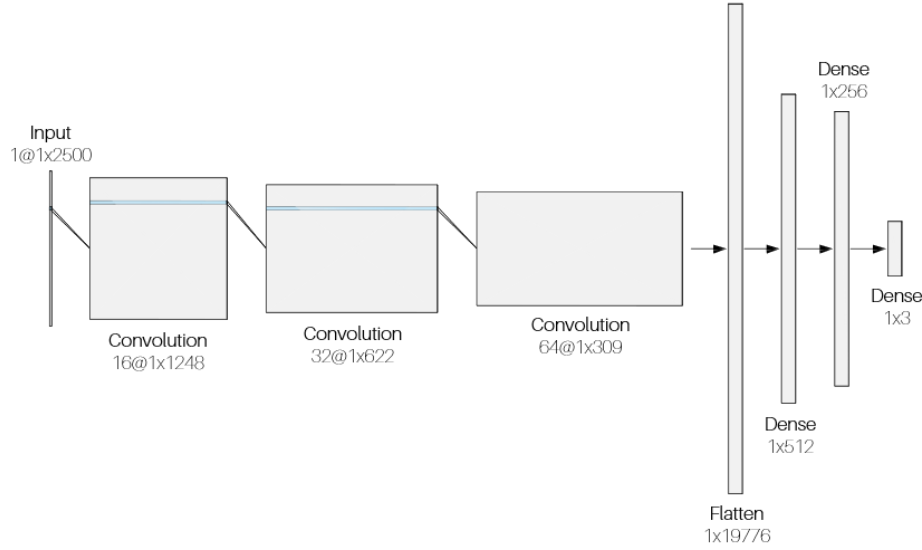 Input
1@1x2500
Convolution
16@1x1248
Convolution
32@1x622
Convolution
64@1x309
Flatten
1x19776
Dense
1x512
Dense
1x256
Dense
1x3